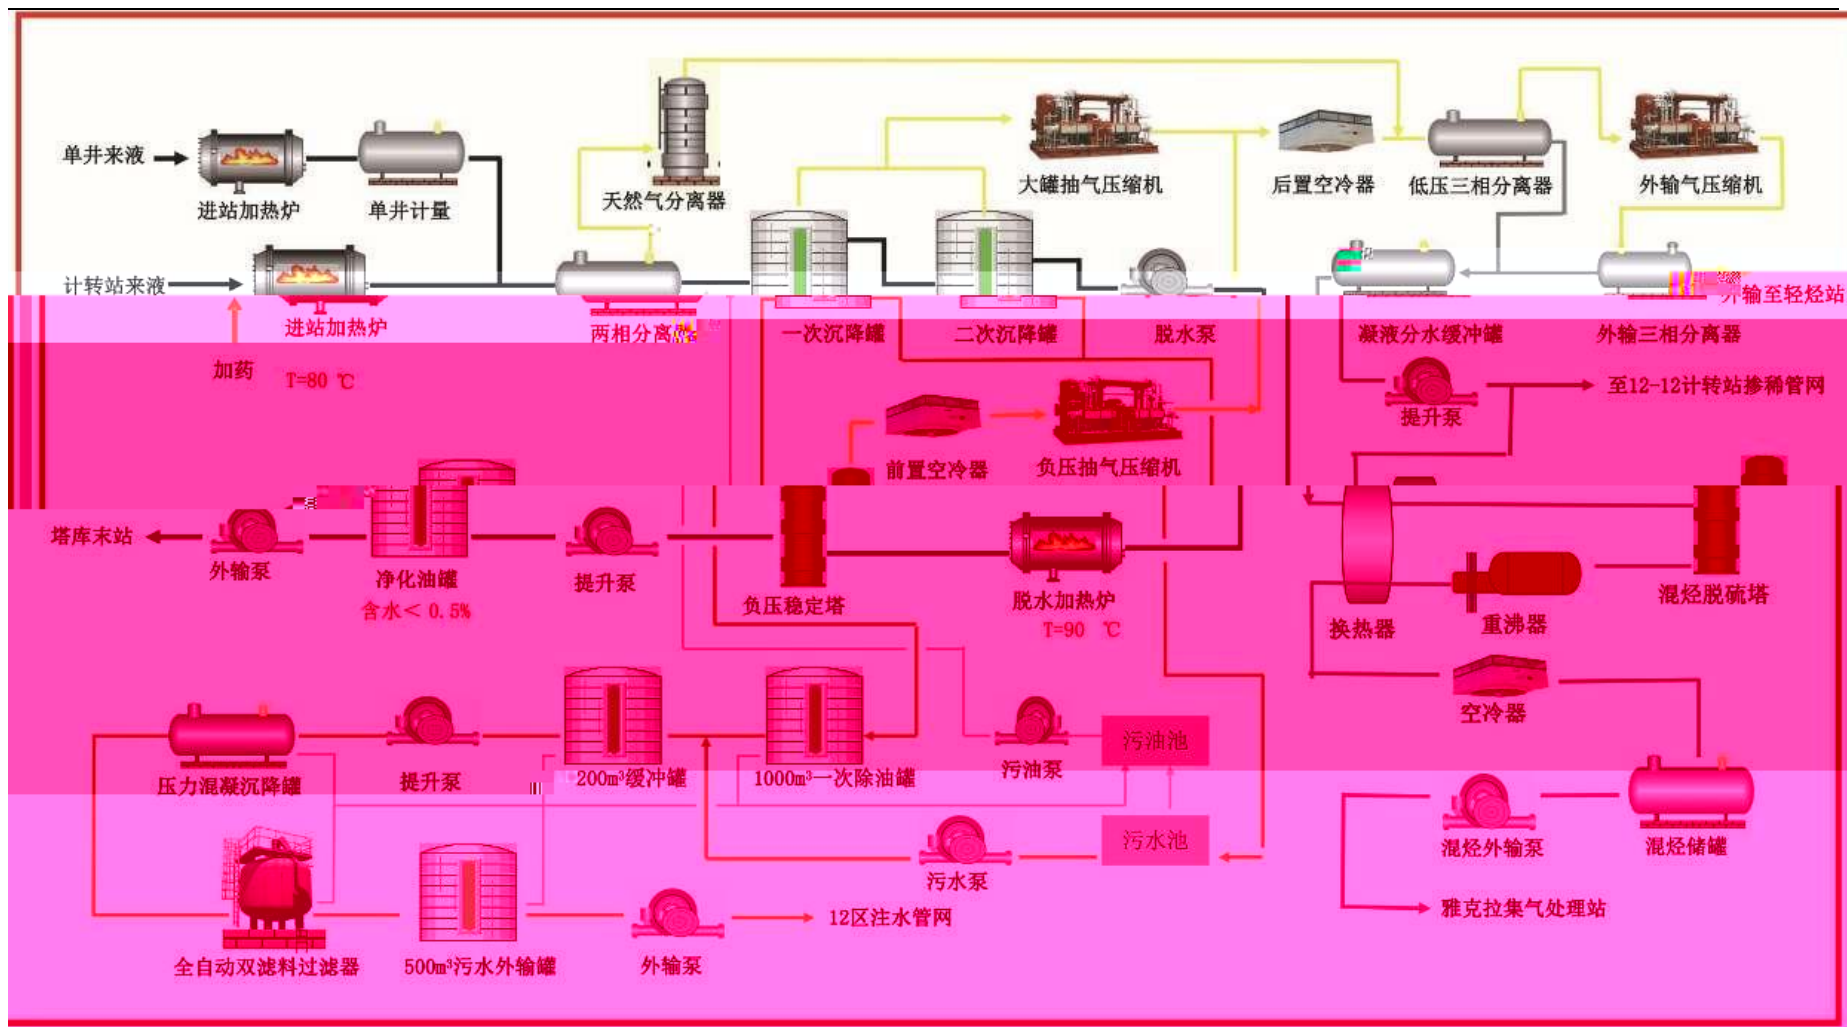 单井来液
进站加热炉
单井计量
天然气分离器
大罐抽气压缩机
后置空冷器
低压三相分离器
外输气压缩机
计转站来液
进站加热炉
两相分离器
一次沉降罐
二次沉降罐
脱水泵
凝液分水缓冲罐
外输三相分离器
外输至轻烃站
加药
T=80 ℃
前置空冷器
负压抽气压缩机
提升泵
至12-12计转站掺稀管网
塔库末站
外输泵
净化油罐
含水< 0.5%
提升泵
负压稳定塔
脱水加热炉
T=90 ℃
换热器
重沸器
混烃脱硫塔
空冷器
压力混凝沉降罐
提升泵
200m³缓冲罐
1000m³一次除油罐
污油泵
污油池
污水池
污水泵
混烃外输泵
混烃储罐
雅克拉集气处理站
全自动双滤料过滤器
500m³污水外输罐
外输泵
12区注水管网